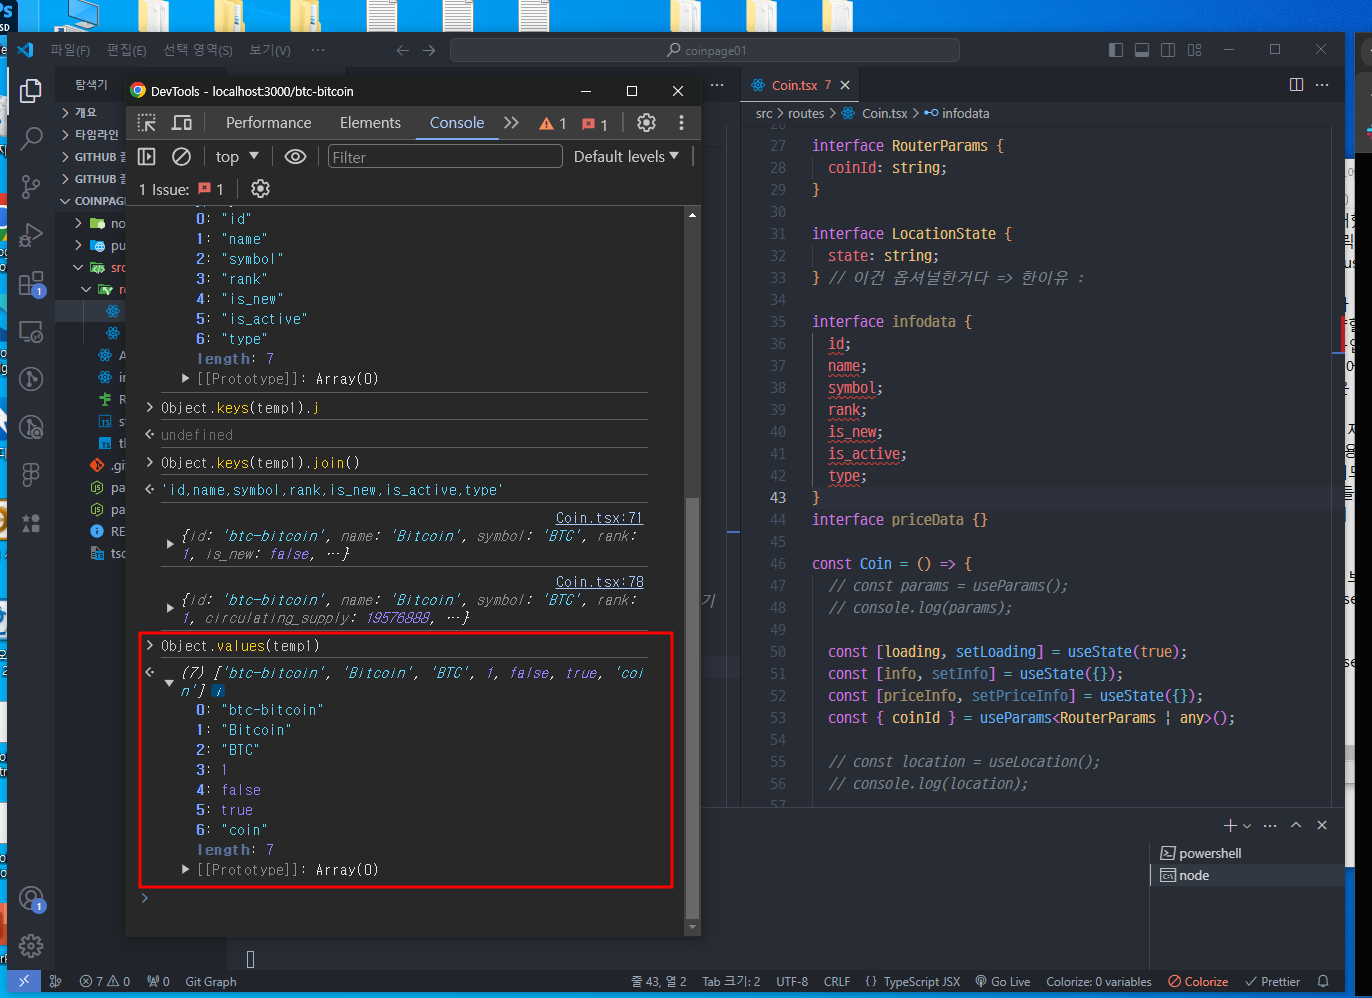 파일(F) 편집(E) 선택 영역(S) 보기(V) ··· coinpage01
탐색기
개요
타임라인
GITHUB
GITHUB
COINPAG
no
pu
src
DevTools - localhost:3000/btc-bitcoin
Performance Elements Console 1 1
top Filter Default levels
1 Issue: 1
0: "id"
1: "name"
2: "symbol"
3: "rank"
4: "is_new"
5: "is_active"
6: "type"
length: 7
[[Prototype]]: Array(0)
Object.keys(temp1).j
undefined
Object.keys(temp1).join()
'id,name,symbol,rank,is_new,is_active,type'
Coin.tsx:71
{id: 'btc-bitcoin', name: 'Bitcoin', symbol: 'BTC', rank:
1, is_new: false, …}
Coin.tsx:78
{id: 'btc-bitcoin', name: 'Bitcoin', symbol: 'BTC', rank:
1, circulating_supply: 19576888, …}
Object.values(temp1)
(7) ['btc-bitcoin', 'Bitcoin', 'BTC', 1, false, true, 'coi
n']
0: "btc-bitcoin"
1: "Bitcoin"
2: "BTC"
3: 1
4: false
5: true
6: "coin"
length: 7
[[Prototype]]: Array(0)
Coin.tsx 7
src > routes > Coin.tsx > infodata
27 interface RouterParams {
28 coinId: string;
29 }
30
31 interface LocationState {
32 state: string;
33 } // 이건 옵셔널한거다 => 한이유 :
34
35 interface infodata {
36 id;
37 name;
38 symbol;
39 rank;
40 is_new;
41 is_active;
42 type;
43 }
44 interface priceData {}
45
46 const Coin = () => {
47 // const params = useParams();
48 // console.log(params);
49
50 const [loading, setLoading] = useState(true);
51 const [info, setInfo] = useState({});
52 const [priceInfo, setPriceInfo] = useState({});
53 const { coinId } = useParams<RouterParams | any>();
54
55 // const location = useLocation();
56 // console.log(location);
57
powershell
node
7 0 0 Git Graph 줄 43, 열 2 Tab 크기: 2 UTF-8 CRLF {} TypeScript JSX Go Live Colorize: 0 variables Colorize Prettier